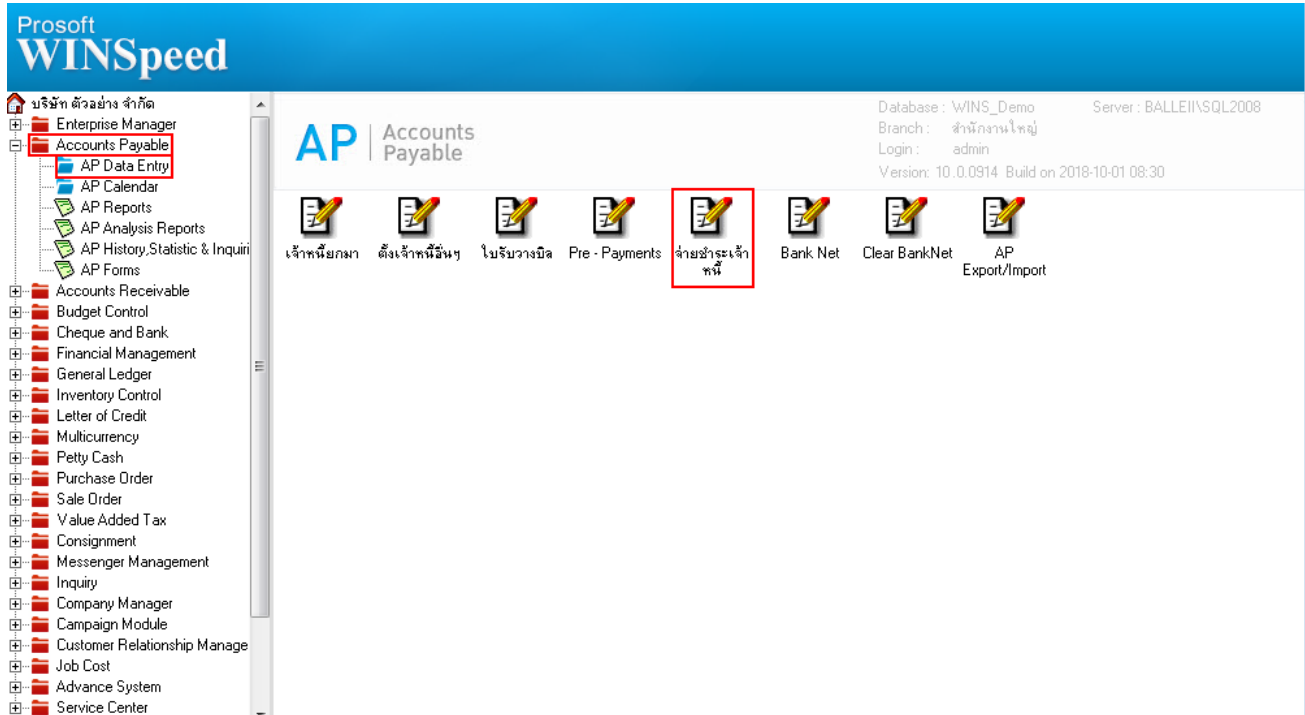 Prosoft
WINSpeed
บริษัท ตัวอย่าง จำกัด
Enterprise Manager
Accounts Payable
AP Data Entry
AP Calendar
AP Reports
AP Analysis Reports
AP History,Statistic & Inquiri
AP Forms
Accounts Receivable
Budget Control
Cheque and Bank
Financial Management
General Ledger
Inventory Control
Letter of Credit
Multicurrency
Petty Cash
Purchase Order
Sale Order
Value Added Tax
Consignment
Messenger Management
Inquiry
Company Manager
Campaign Module
Customer Relationship Manage
Job Cost
Advance System
Service Center
AP Accounts
Payable
Database : WINS_Demo Server : BALLEII\SQL2008
Branch : สำนักงานใหญ่
Login : admin
Version: 10.0.0914 Build on 2018-10-01 08:30
เจ้าหนี้ยกมา ตั้งเจ้าหนี้อื่นๆ ใบรับวางบิล Pre - Payments จ่ายชำระเจ้า Bank Net Clear BankNet AP
หนี้ Export/Import